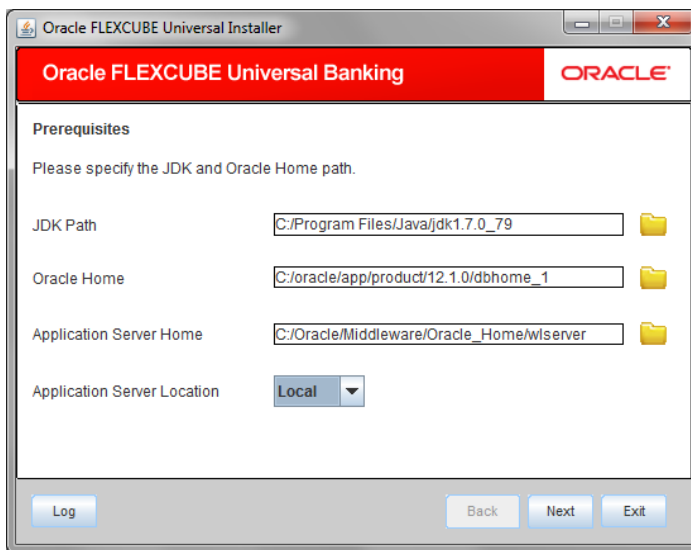 Oracle FLEXCUBE Universal Installer
Oracle FLEXCUBE Universal Banking
ORACLE
Prerequisites
Please specify the JDK and Oracle Home path.
JDK Path C:/Program Files/Java/jdk1.7.0_79
Oracle Home C:/oracle/app/product/12.1.0/dbhome_1
Application Server Home C:/Oracle/Middleware/Oracle_Home/wlserver
Application Server Location Local
Log Back Next Exit